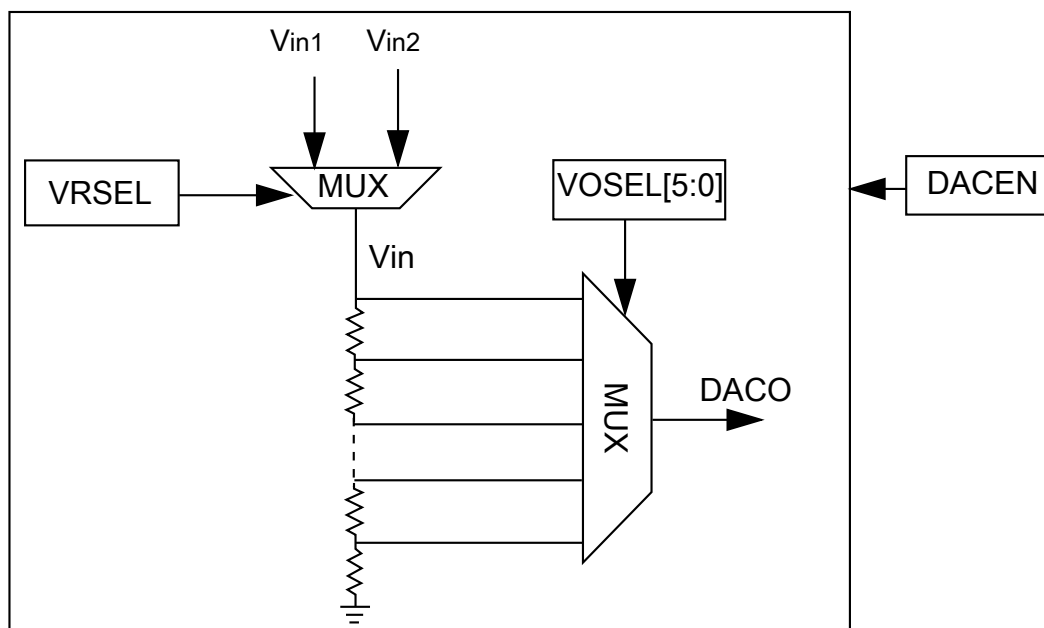 Vin1
Vin2
VRSEL
MUX
VOSEL[5:0]
DACEN
Vin
MUX
DACO